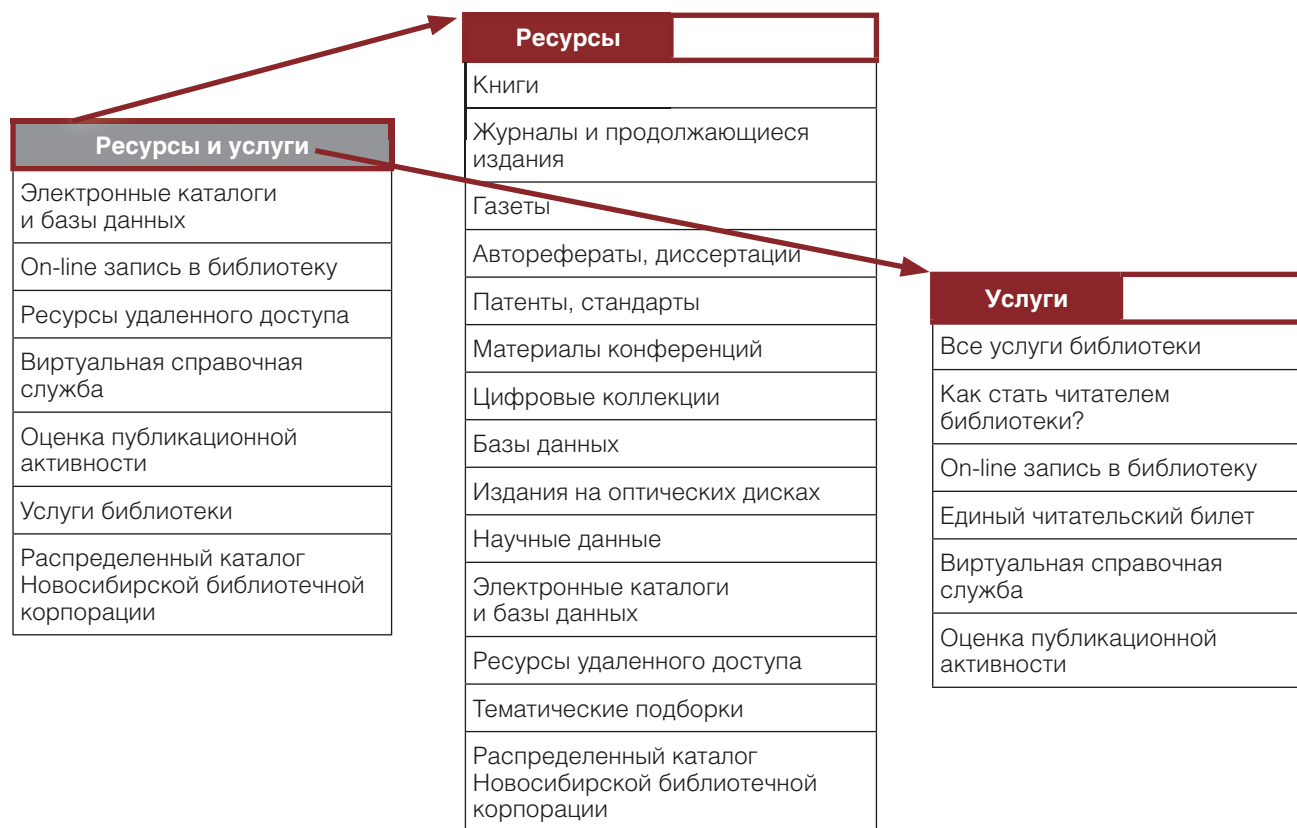 Ресурсы и услуги
Электронные каталоги
и базы данных
On-line запись в библиотеку
Ресурсы удаленного доступа
Виртуальная справочная
служба
Оценка публикационной
активности
Услуги библиотеки
Распределенный каталог
Новосибирской библиотечной
корпорации
Ресурсы
Книги
Журналы и продолжающиеся
издания
Газеты
Авторефераты, диссертации
Патенты, стандарты
Материалы конференций
Цифровые коллекции
Базы данных
Издания на оптических дисках
Научные данные
Электронные каталоги
и базы данных
Ресурсы удаленного доступа
Тематические подборки
Распределенный каталог
Новосибирской библиотечной
корпорации
Услуги
Все услуги библиотеки
Как стать читателем
библиотеки?
On-line запись в библиотеку
Единый читательский билет
Виртуальная справочная
служба
Оценка публикационной
активности